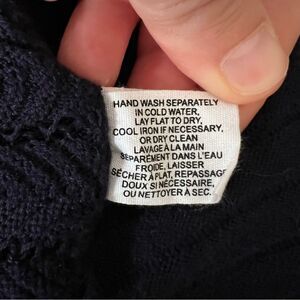 HAND WASH SEPARATELY
IN COLD WATER,
LAY FLAT TO DRY,
COOL IRON IF NECESSARY,
OR DRY CLEAN
LAVAGE À LA MAIN
SÉPARÉMENT DANS L'EAU
FROIDE, LAISSER
SÉCHER À PLAT, REPASSAGE
DOUX SI NÉCESSAIRE,
OU NETTOYER À SEC.